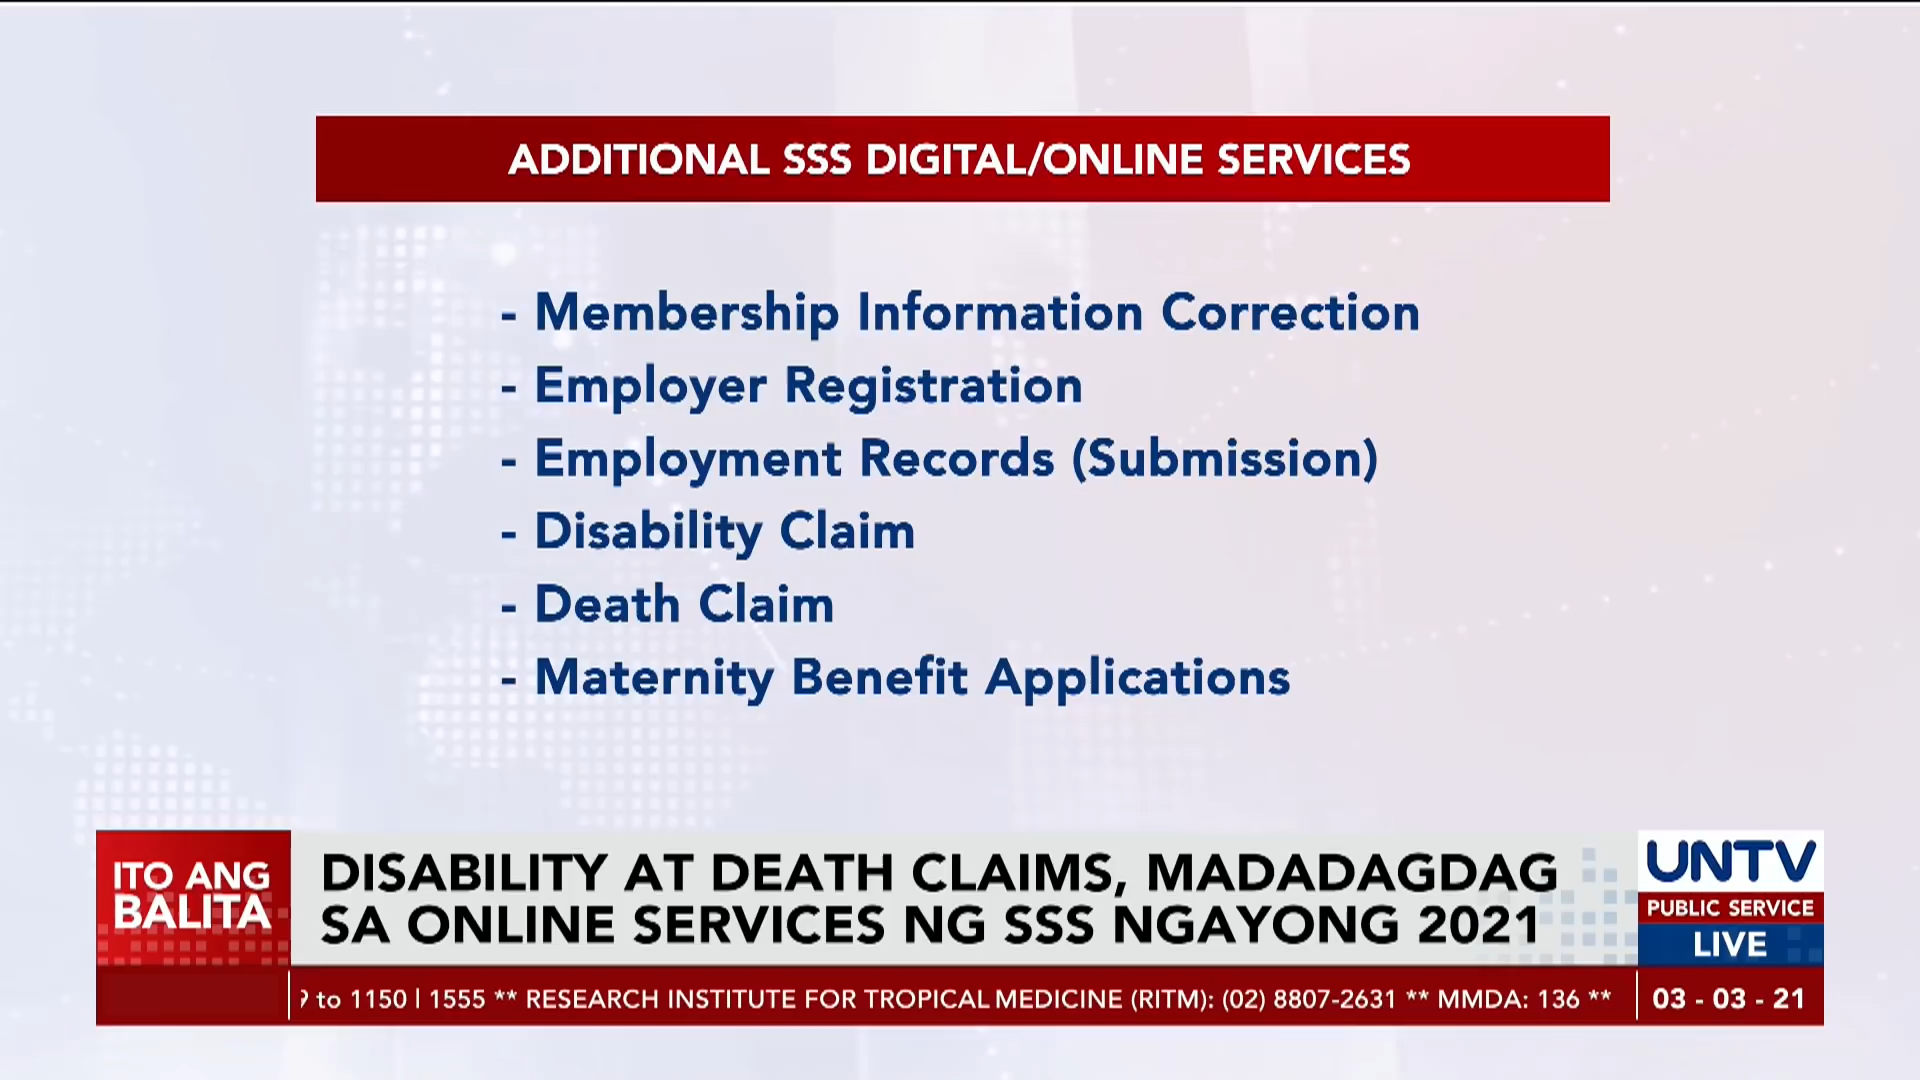 ADDITIONAL SSS DIGITAL/ONLINE SERVICES
- Membership Information Correction
- Employer Registration
- Employment Records (Submission)
- Disability Claim
- Death Claim
- Maternity Benefit Applications
ITO ANG
BALITA
DISABILITY AT DEATH CLAIMS, MADADAGDAG
SA ONLINE SERVICES NG SSS NGAYONG 2021
UNTV
PUBLIC SERVICE
LIVE
to 1150 | 1555 ** RESEARCH INSTITUTE FOR TROPICAL MEDICINE (RITM): (02) 8807-2631 ** MMDA: 136 **
03 - 03 - 21